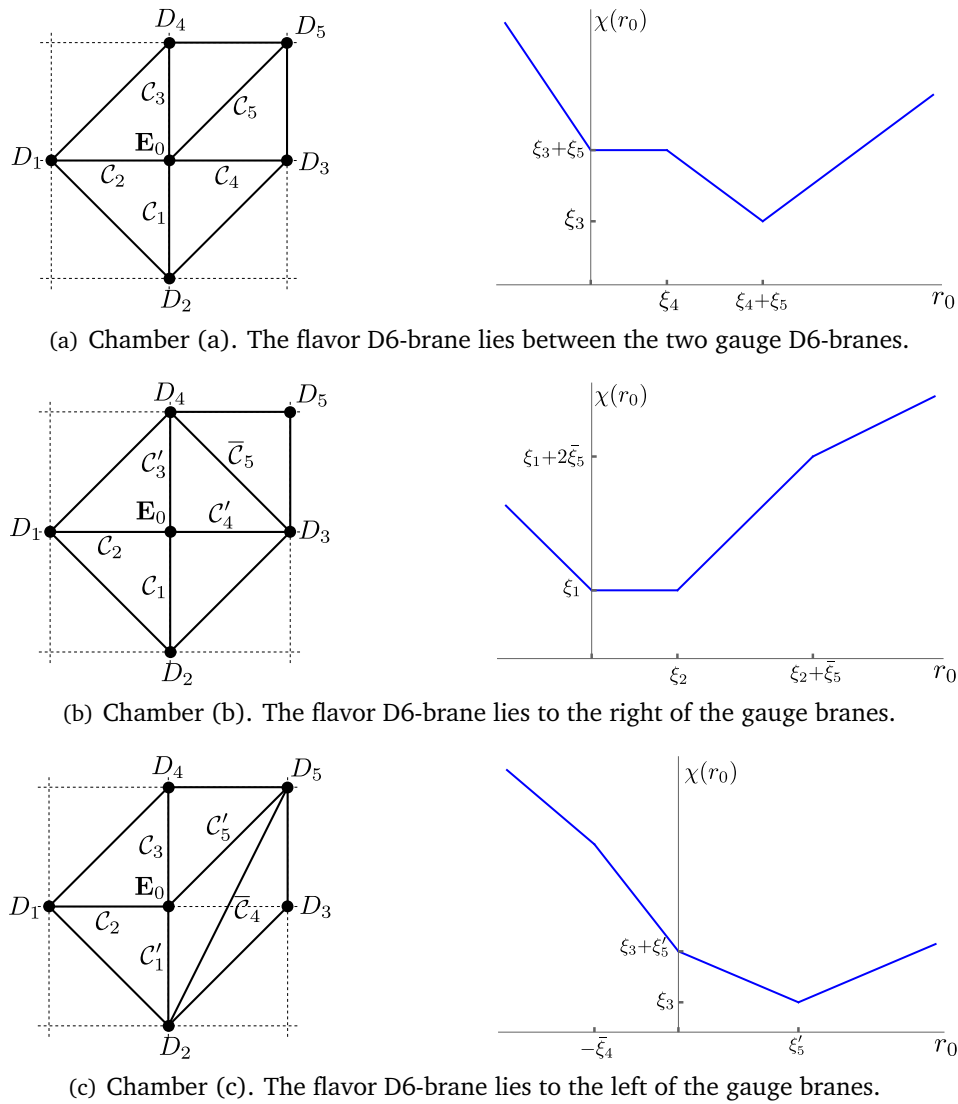 D₄ D₅
𝒞₃ 𝒞₅
D₁ E₀ D₃
𝒞₂ 𝒞₄
𝒞₁
D₂
χ(r₀)
ξ₃+ξ₅
ξ₃
ξ₄ ξ₄+ξ₅ r₀
(a) Chamber (a). The flavor D6-brane lies between the two gauge D6-branes.
D₄ D₅
𝒞′₃ 𝒞̅₅
D₁ E₀ 𝒞′₄ D₃
𝒞₂
𝒞₁
D₂
χ(r₀)
ξ₁+2ξ̄₅
ξ₁
ξ₂ ξ₂+ξ̄₅ r₀
(b) Chamber (b). The flavor D6-brane lies to the right of the gauge branes.
D₄ D₅
𝒞₃ 𝒞′₅
D₁ E₀ 𝒞̅₄ D₃
𝒞₂
𝒞′₁
D₂
χ(r₀)
ξ₃+ξ′₅
ξ₃
−ξ̄₄ ξ′₅ r₀
(c) Chamber (c). The flavor D6-brane lies to the left of the gauge branes.